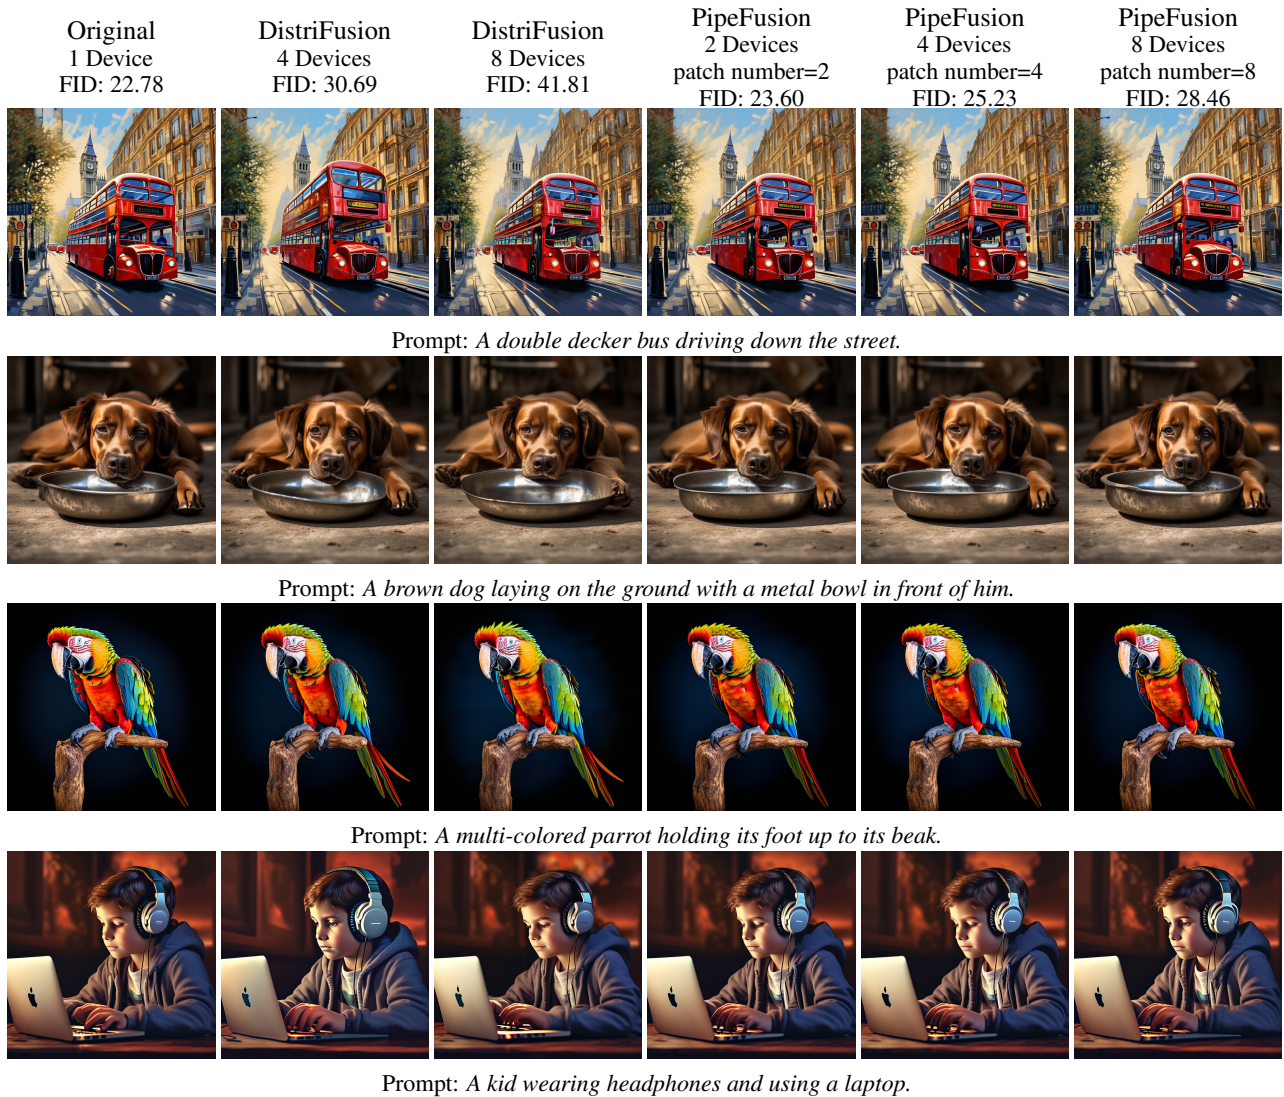 Original
1 Device
FID: 22.78
DistriFusion
4 Devices
FID: 30.69
DistriFusion
8 Devices
FID: 41.81
PipeFusion
2 Devices
patch number=2
FID: 23.60
PipeFusion
4 Devices
patch number=4
FID: 25.23
PipeFusion
8 Devices
patch number=8
FID: 28.46
Prompt: A double decker bus driving down the street.
Prompt: A brown dog laying on the ground with a metal bowl in front of him.
Prompt: A multi-colored parrot holding its foot up to its beak.
Prompt: A kid wearing headphones and using a laptop.